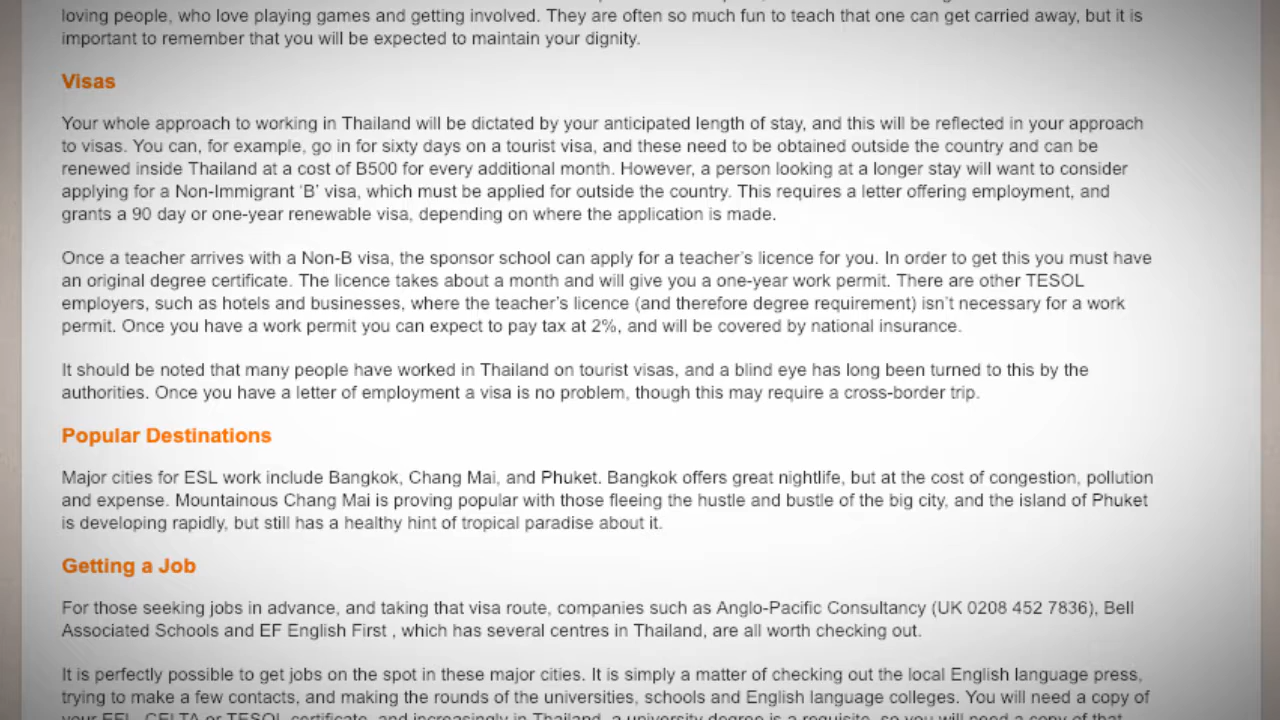 loving people, who love playing games and getting involved. They are often so much fun to teach that one can get carried away, but it is
important to remember that you will be expected to maintain your dignity.
Visas
Your whole approach to working in Thailand will be dictated by your anticipated length of stay, and this will be reflected in your approach
to visas. You can, for example, go in for sixty days on a tourist visa, and these need to be obtained outside the country and can be
renewed inside Thailand at a cost of B500 for every additional month. However, a person looking at a longer stay will want to consider
applying for a Non-Immigrant ‘B’ visa, which must be applied for outside the country. This requires a letter offering employment, and
grants a 90 day or one-year renewable visa, depending on where the application is made.
Once a teacher arrives with a Non-B visa, the sponsor school can apply for a teacher’s licence for you. In order to get this you must have
an original degree certificate. The licence takes about a month and will give you a one-year work permit. There are other TESOL
employers, such as hotels and businesses, where the teacher’s licence (and therefore degree requirement) isn’t necessary for a work
permit. Once you have a work permit you can expect to pay tax at 2%, and will be covered by national insurance.
It should be noted that many people have worked in Thailand on tourist visas, and a blind eye has long been turned to this by the
authorities. Once you have a letter of employment a visa is no problem, though this may require a cross-border trip.
Popular Destinations
Major cities for ESL work include Bangkok, Chang Mai, and Phuket. Bangkok offers great nightlife, but at the cost of congestion, pollution
and expense. Mountainous Chang Mai is proving popular with those fleeing the hustle and bustle of the big city, and the island of Phuket
is developing rapidly, but still has a healthy hint of tropical paradise about it.
Getting a Job
For those seeking jobs in advance, and taking that visa route, companies such as Anglo-Pacific Consultancy (UK 0208 452 7836), Bell
Associated Schools and EF English First , which has several centres in Thailand, are all worth checking out.
It is perfectly possible to get jobs on the spot in these major cities. It is simply a matter of checking out the local English language press,
trying to make a few contacts, and making the rounds of the universities, schools and English language colleges. You will need a copy of
your EFL, CELTA or TESOL certificate, and increasingly in Thailand, a university degree is a requisite, so you will need a copy of that